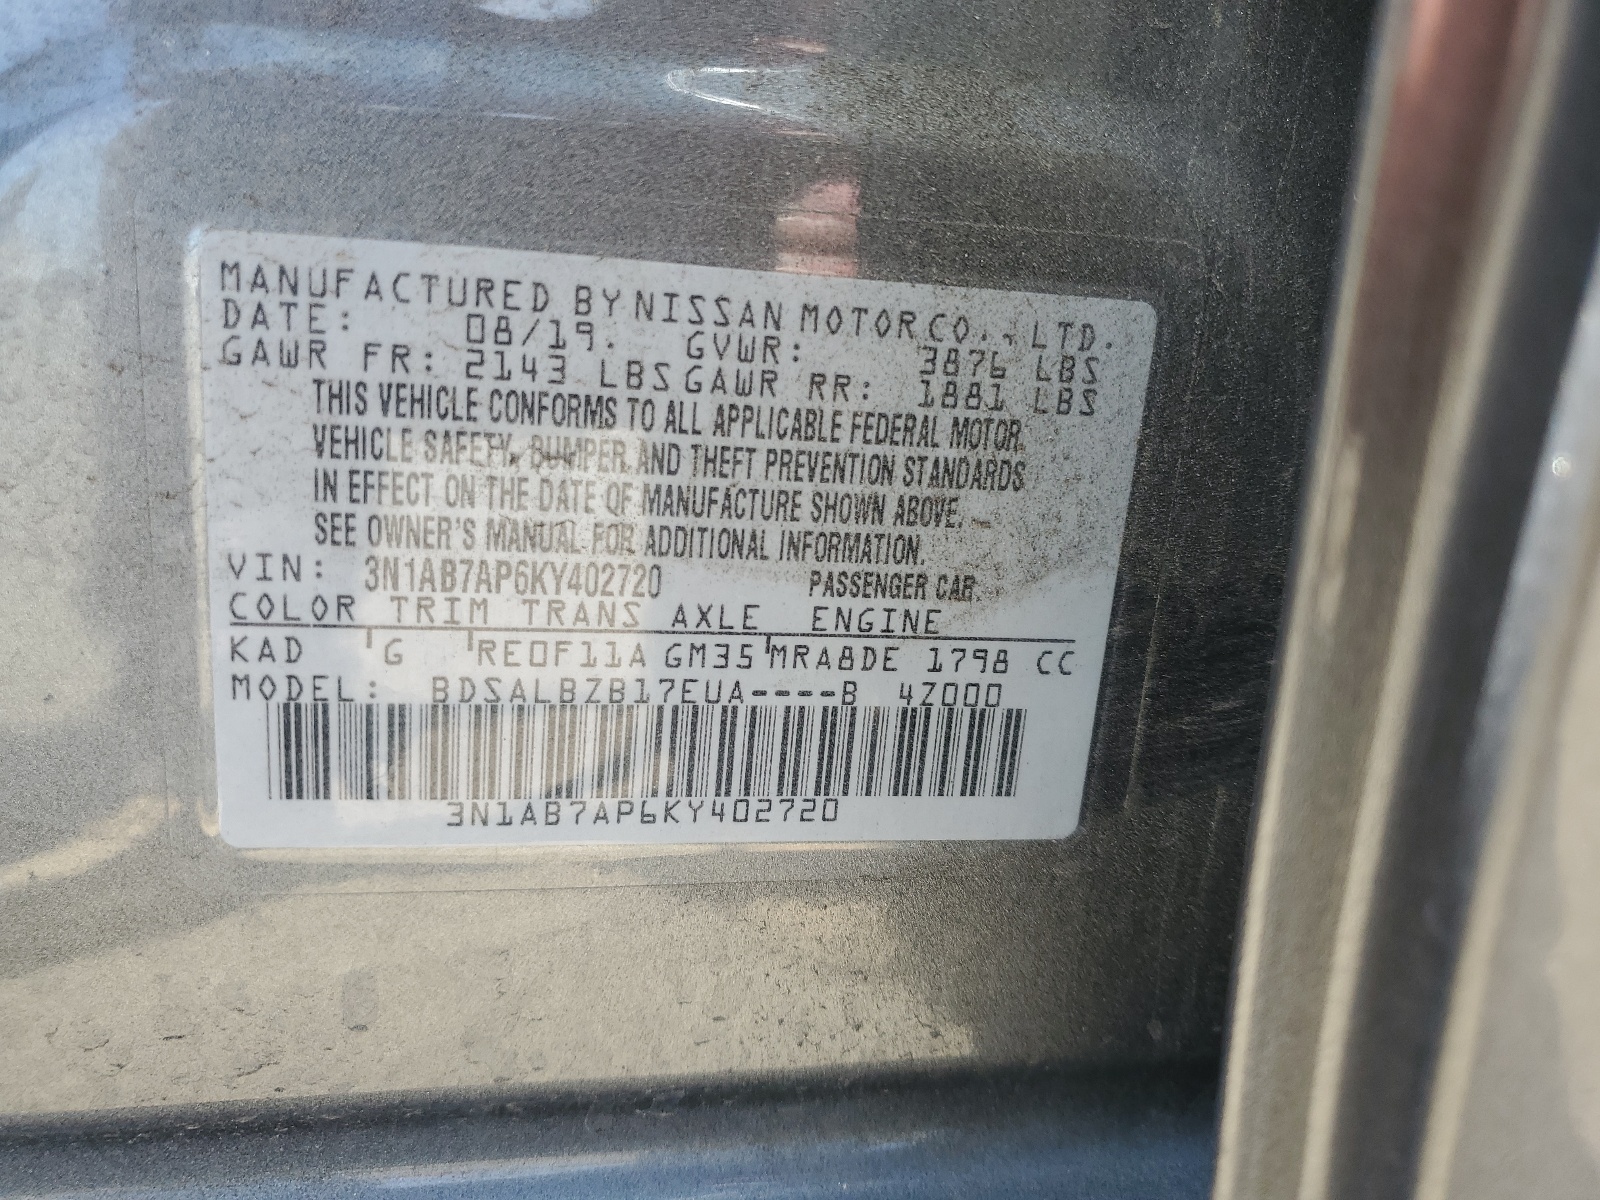 MANUFACTURED BY NISSAN MOTOR CO., LTD.
DATE: 08/19. GVWR: 3876 LBS
GAWR FR: 2143 LBS GAWR RR: 1881 LBS
THIS VEHICLE CONFORMS TO ALL APPLICABLE FEDERAL MOTOR
VEHICLE SAFETY, BUMPER, AND THEFT PREVENTION STANDARDS
IN EFFECT ON THE DATE OF MANUFACTURE SHOWN ABOVE.
SEE OWNER'S MANUAL FOR ADDITIONAL INFORMATION.
VIN: 3N1AB7AP6KY402720 PASSENGER CAR
COLOR TRIM TRANS AXLE ENGINE
KAD G RE0F11A GM35 MRA8DE 1798 CC
MODEL: BDSALBZB17EUA----B 4Z000
3N1AB7AP6KY402720